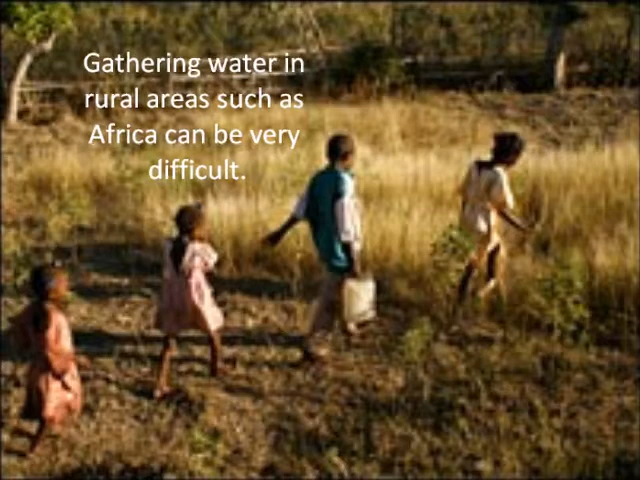 Gathering water in
rural areas such as
Africa can be very
difficult.